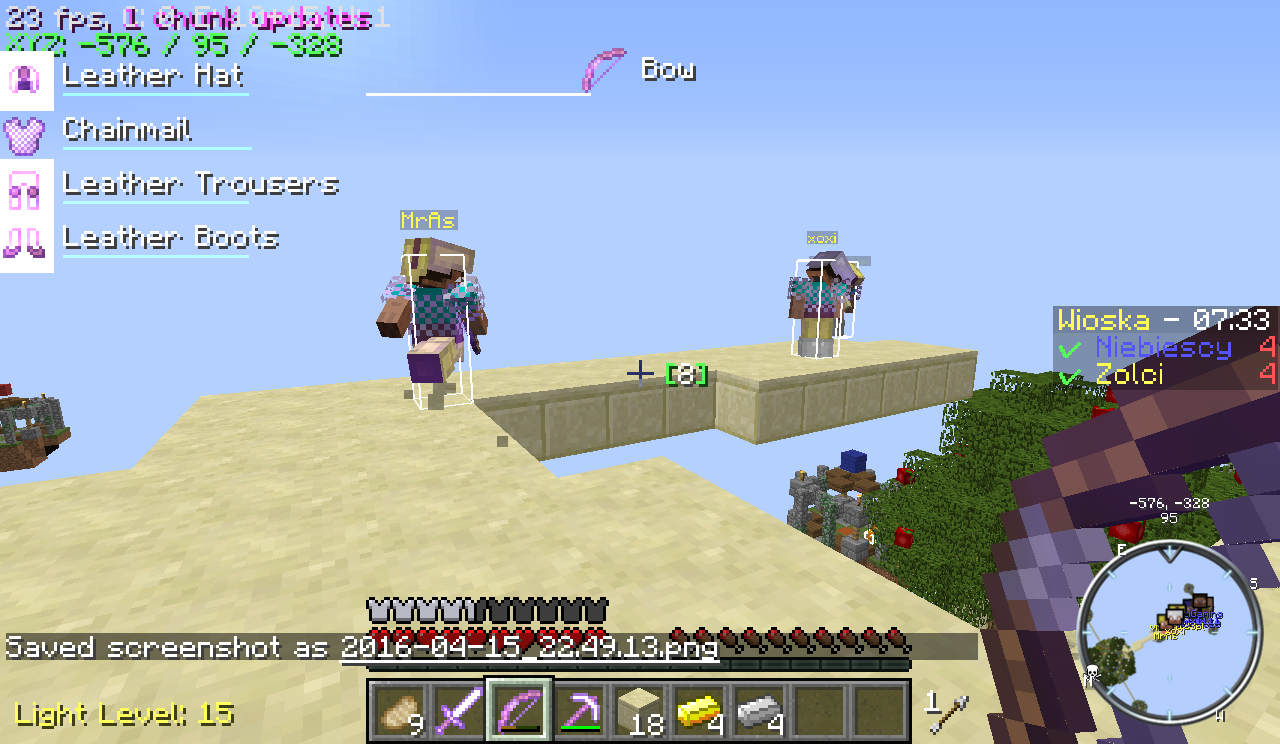 23 fps, 1 chunk updates
XYZ: -576 / 95 / -328
Leather Hat
Bow
Chainmail
Leather Trousers
Leather Boots
MrAs
xoxi
Wioska - 07:33
Niebiescy 4
Zolci 4
[8]
-576, -328
95
E
S
W
Saved screenshot as 2016-04-15_22.49.13.png
Light Level: 15
9
18
4
4
1